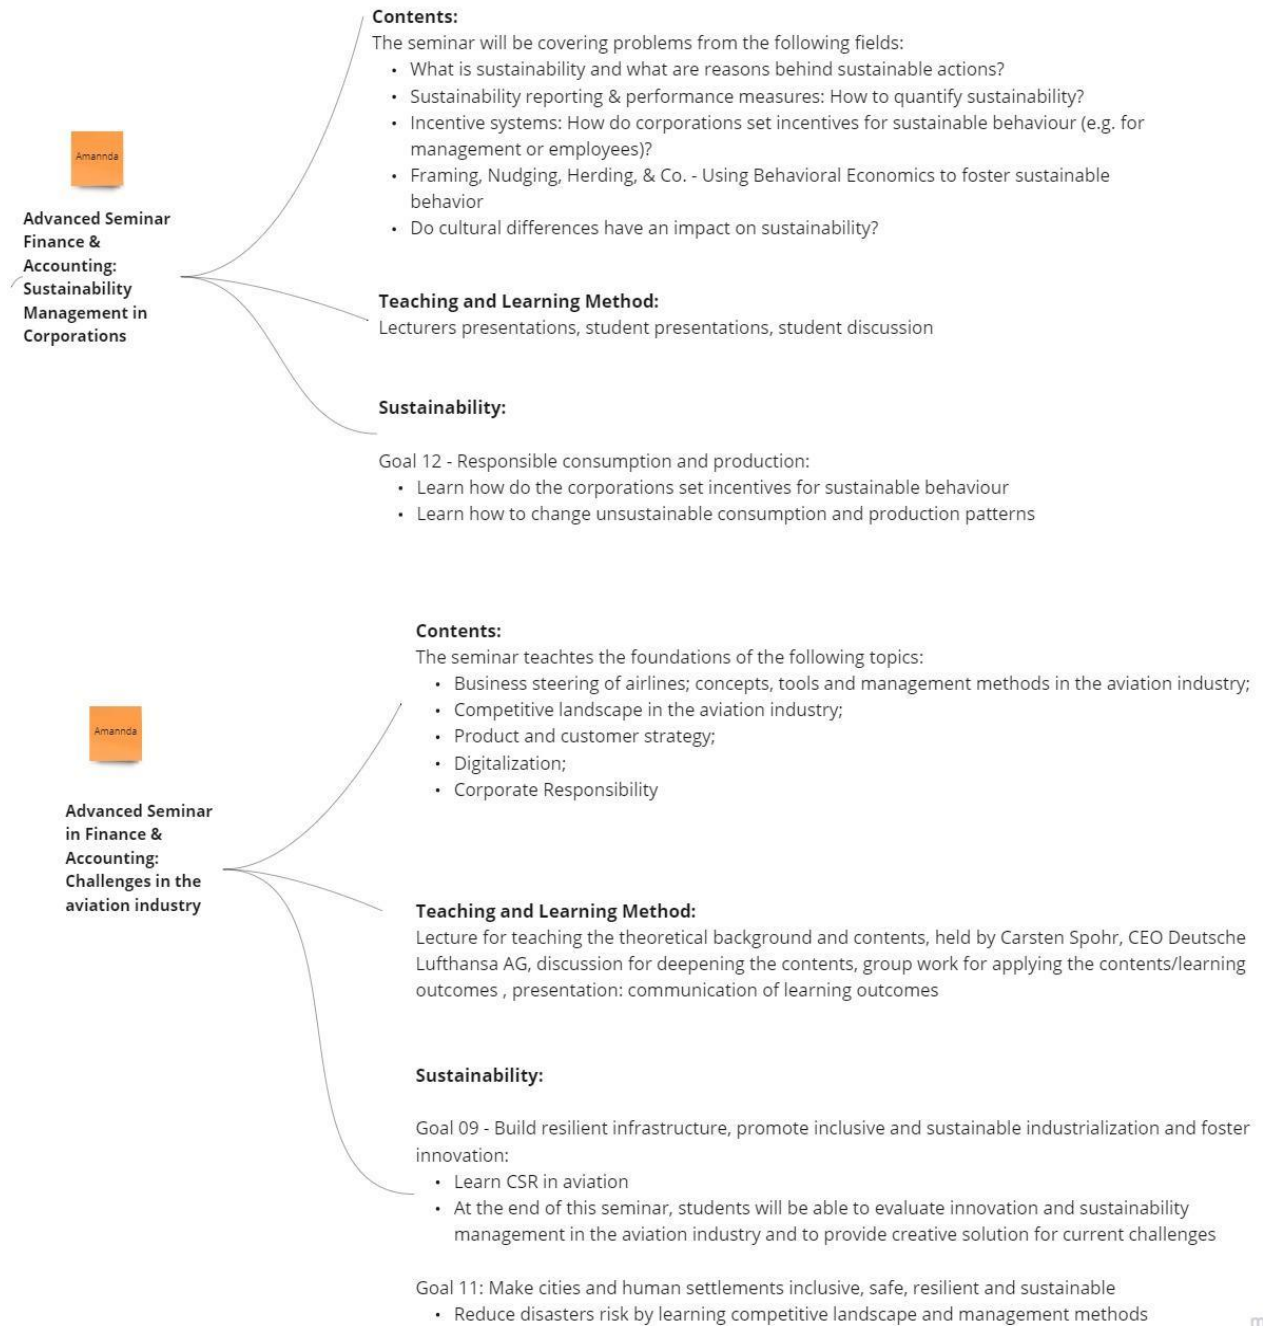 Contents:
The seminar will be covering problems from the following fields:
• What is sustainability and what are reasons behind sustainable actions?
• Sustainability reporting & performance measures: How to quantify sustainability?
• Incentive systems: How do corporations set incentives for sustainable behaviour (e.g. for
management or employees)?
• Framing, Nudging, Herding, & Co. - Using Behavioral Economics to foster sustainable
behavior
• Do cultural differences have an impact on sustainability?
Amannda
Advanced Seminar
Finance &
Accounting:
Sustainability
Management in
Corporations
Teaching and Learning Method:
Lecturers presentations, student presentations, student discussion
Sustainability:
Goal 12 - Responsible consumption and production:
• Learn how do the corporations set incentives for sustainable behaviour
• Learn how to change unsustainable consumption and production patterns
Contents:
The seminar teachtes the foundations of the following topics:
• Business steering of airlines; concepts, tools and management methods in the aviation industry;
• Competitive landscape in the aviation industry;
• Product and customer strategy;
• Digitalization;
• Corporate Responsibility
Amannda
Advanced Seminar
in Finance &
Accounting:
Challenges in the
aviation industry
Teaching and Learning Method:
Lecture for teaching the theoretical background and contents, held by Carsten Spohr, CEO Deutsche
Lufthansa AG, discussion for deepening the contents, group work for applying the contents/learning
outcomes , presentation: communication of learning outcomes
Sustainability:
Goal 09 - Build resilient infrastructure, promote inclusive and sustainable industrialization and foster
innovation:
• Learn CSR in aviation
• At the end of this seminar, students will be able to evaluate innovation and sustainability
management in the aviation industry and to provide creative solution for current challenges
Goal 11: Make cities and human settlements inclusive, safe, resilient and sustainable
• Reduce disasters risk by learning competitive landscape and management methods